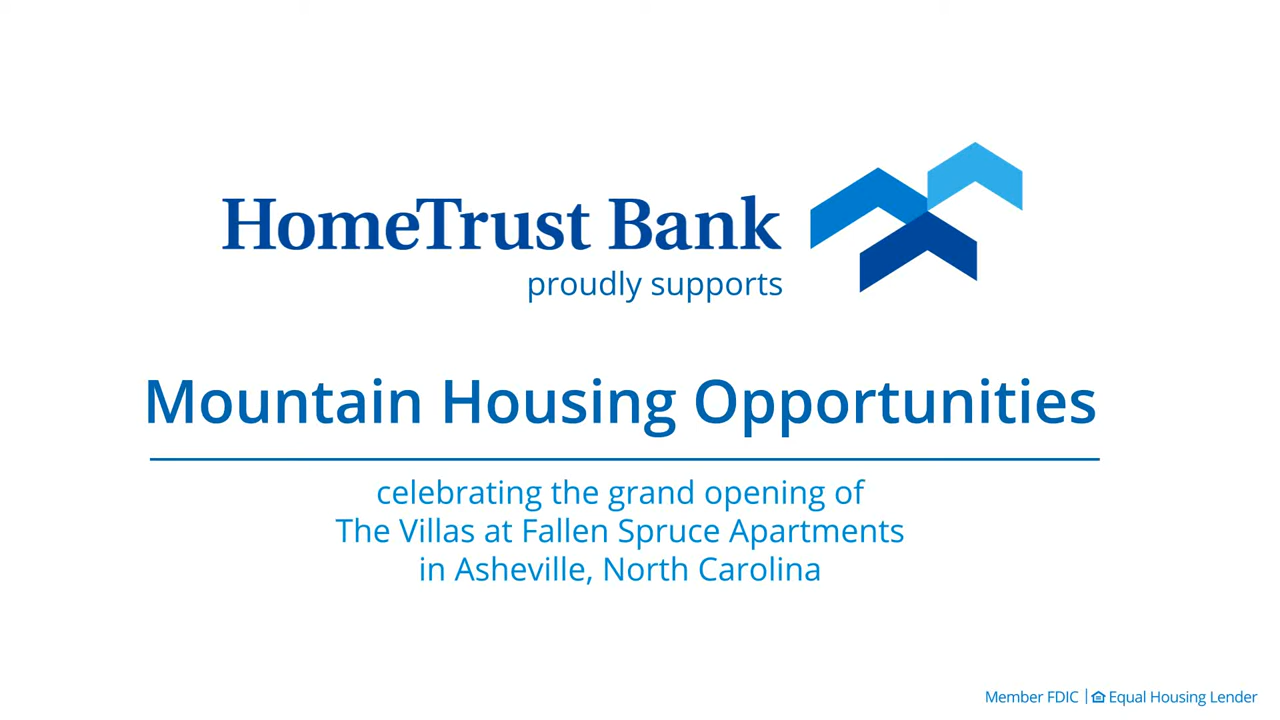 HomeTrust Bank
proudly supports
Mountain Housing Opportunities
celebrating the grand opening of
The Villas at Fallen Spruce Apartments
in Asheville, North Carolina
Member FDIC | Equal Housing Lender